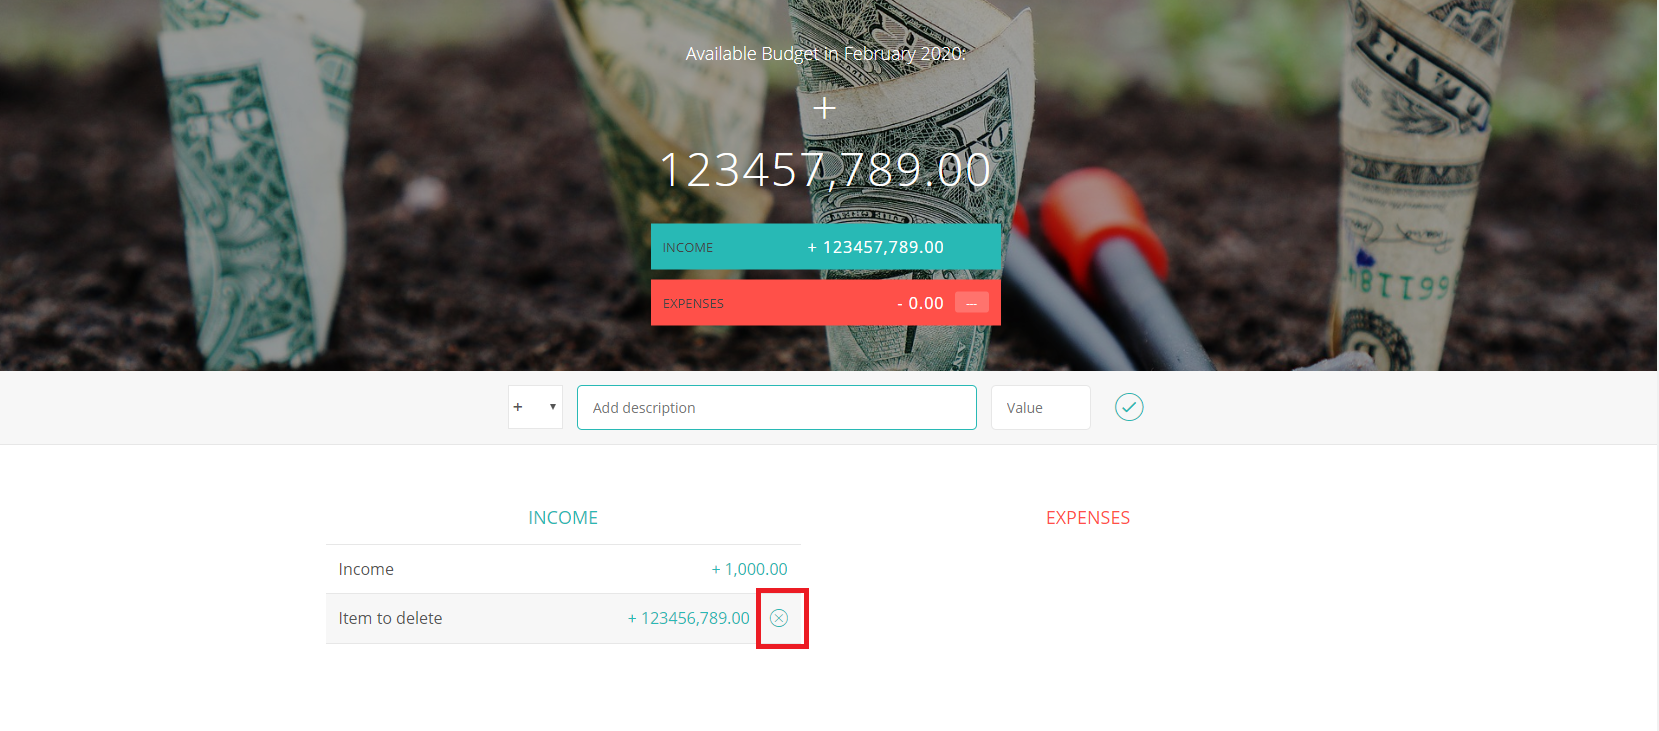 Available Budget in February 2020:
+
123457,789.00
INCOME + 123457,789.00
EXPENSES - 0.00 ---
+ Add description Value
INCOME
Income + 1,000.00
Item to delete + 123456,789.00
EXPENSES